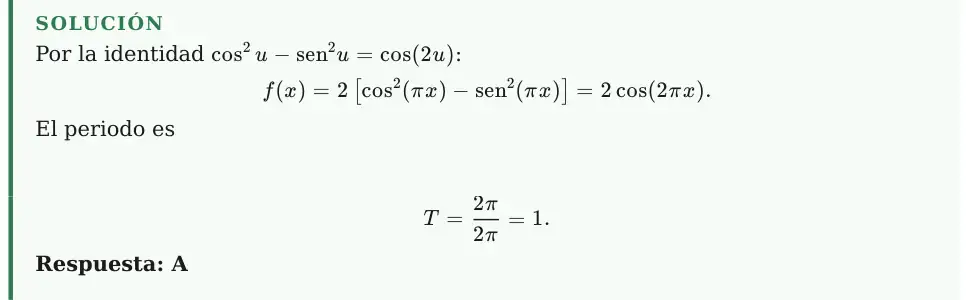 SOLUCIÓN
Por la identidad cos² u − sen²u = cos(2u):
f(x) = 2 [cos²(πx) − sen²(πx)] = 2 cos(2πx).
El periodo es
T = 2π/2π = 1.
Respuesta: A